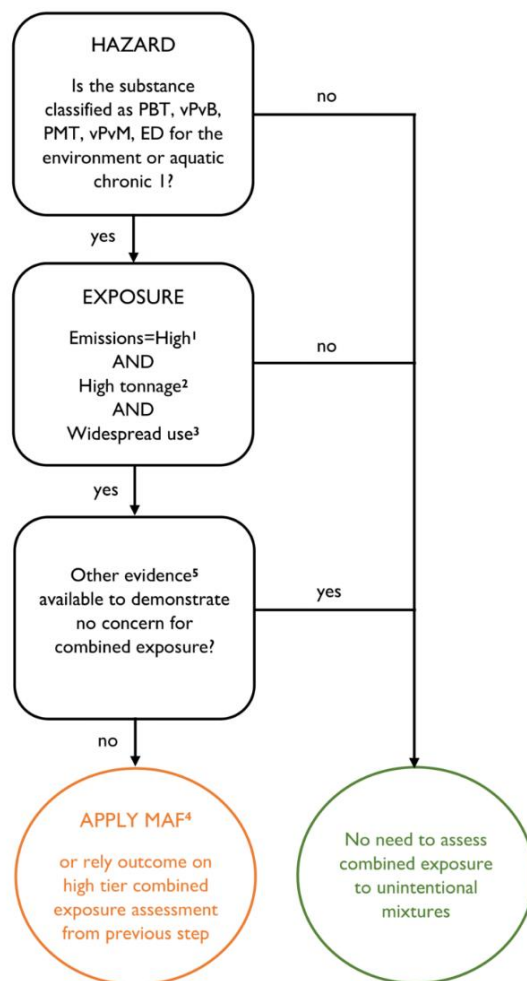 HAZARD
Is the substance
classified as PBT, vPvB,
PMT, vPvM, ED for the
environment or aquatic
chronic 1?
no
yes
EXPOSURE
Emissions=High¹
AND
High tonnage²
AND
Widespread use³
no
yes
Other evidence⁵
available to demonstrate
no concern for
combined exposure?
yes
no
APPLY MAF⁴
or rely outcome on
high tier combined
exposure assessment
from previous step
No need to assess
combined exposure
to unintentional
mixtures